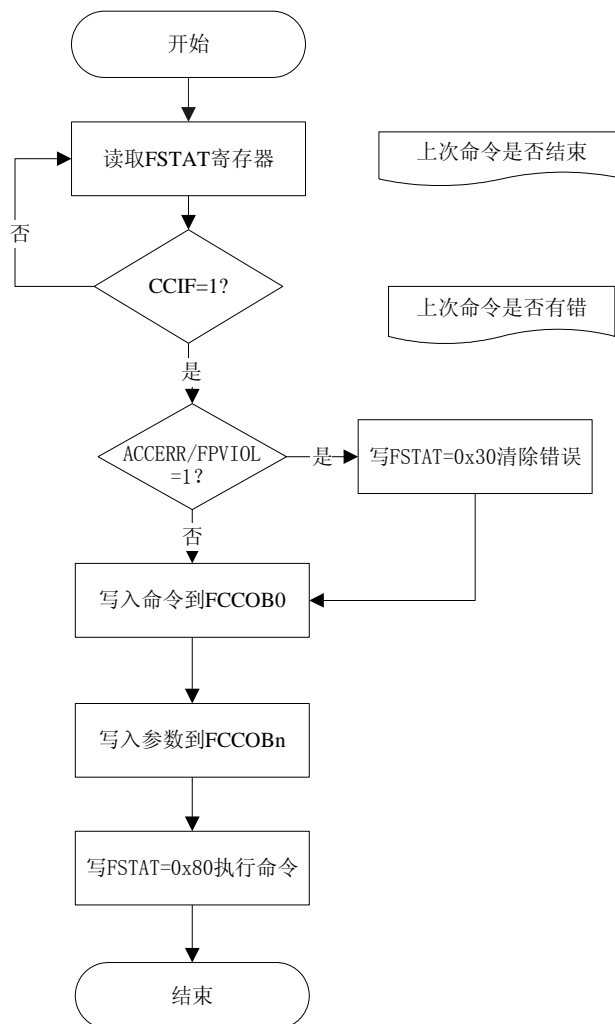 开始
读取FSTAT寄存器
上次命令是否结束
否
CCIF=1?
上次命令是否有错
是
ACCERR/FPVIOL
=1?
是
写FSTAT=0x30清除错误
否
写入命令到FCCOB0
写入参数到FCCOBn
写FSTAT=0x80执行命令
结束